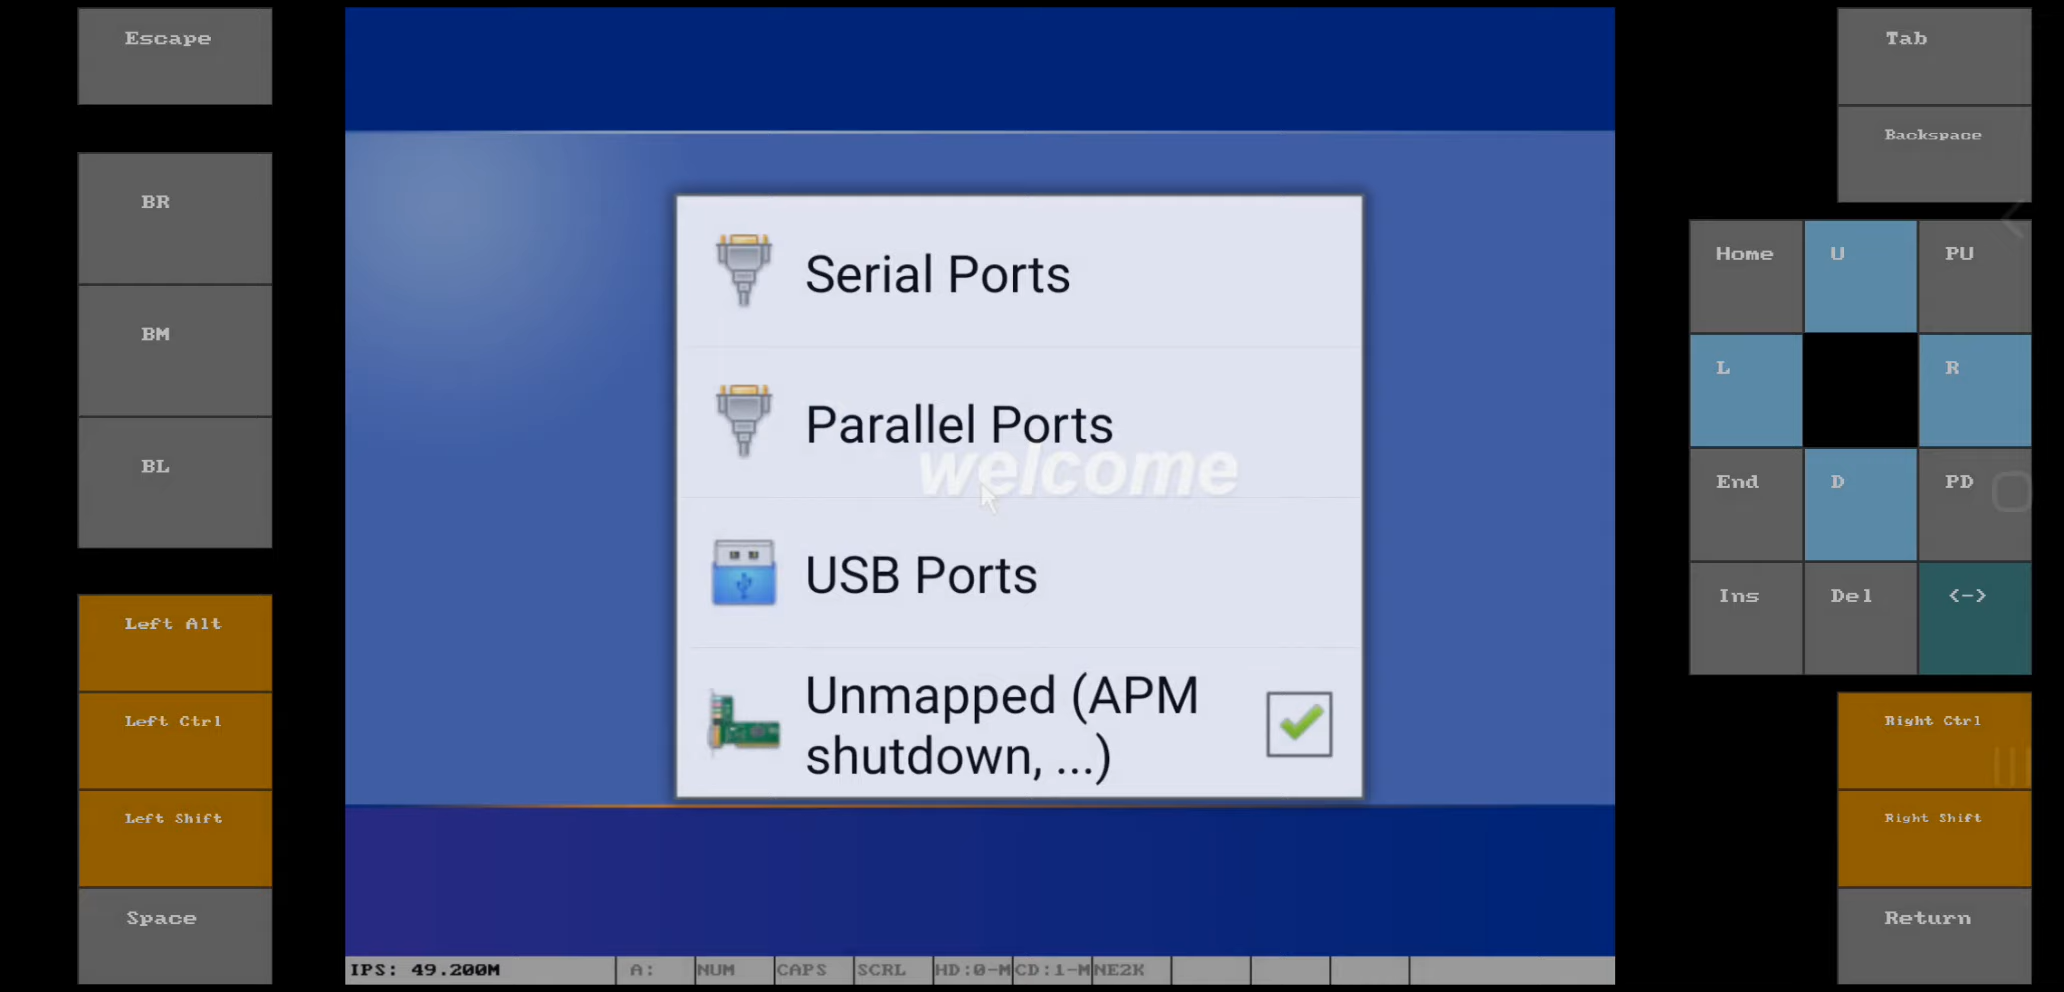 Escape
Tab
Backspace
BR
BM
BL
Home
U
PU
L
R
End
D
PD
Ins
Del
<->
Serial Ports
Parallel Ports
welcome
USB Ports
Unmapped (APM
shutdown, ...)
Left Alt
Left Ctrl
Left Shift
Space
Right Ctrl
Right Shift
Return
IPS: 49.200M
A:
NUM
CAPS
SCRL
HD:0-M
CD:1-M
NE2K